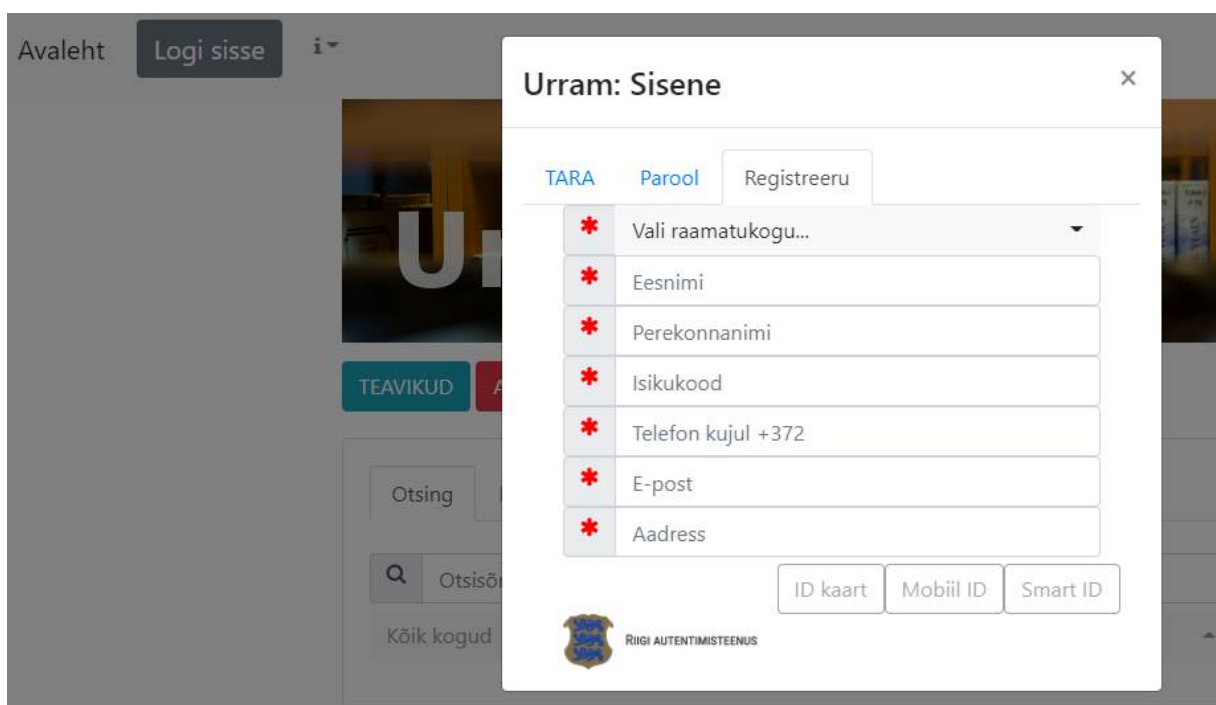 Avaleht Logi sisse i
Urram: Sisene ×
TARA Parool Registreeru
Vali raamatukogu...
Eesnimi
Perekonnanimi
Isikukood
Telefon kujul +372
E-post
Aadress
ID kaart Mobiil ID Smart ID
RIIGI AUTENTIMISTEENUS
TEAVIKUD
Otsing
Kõik kogud